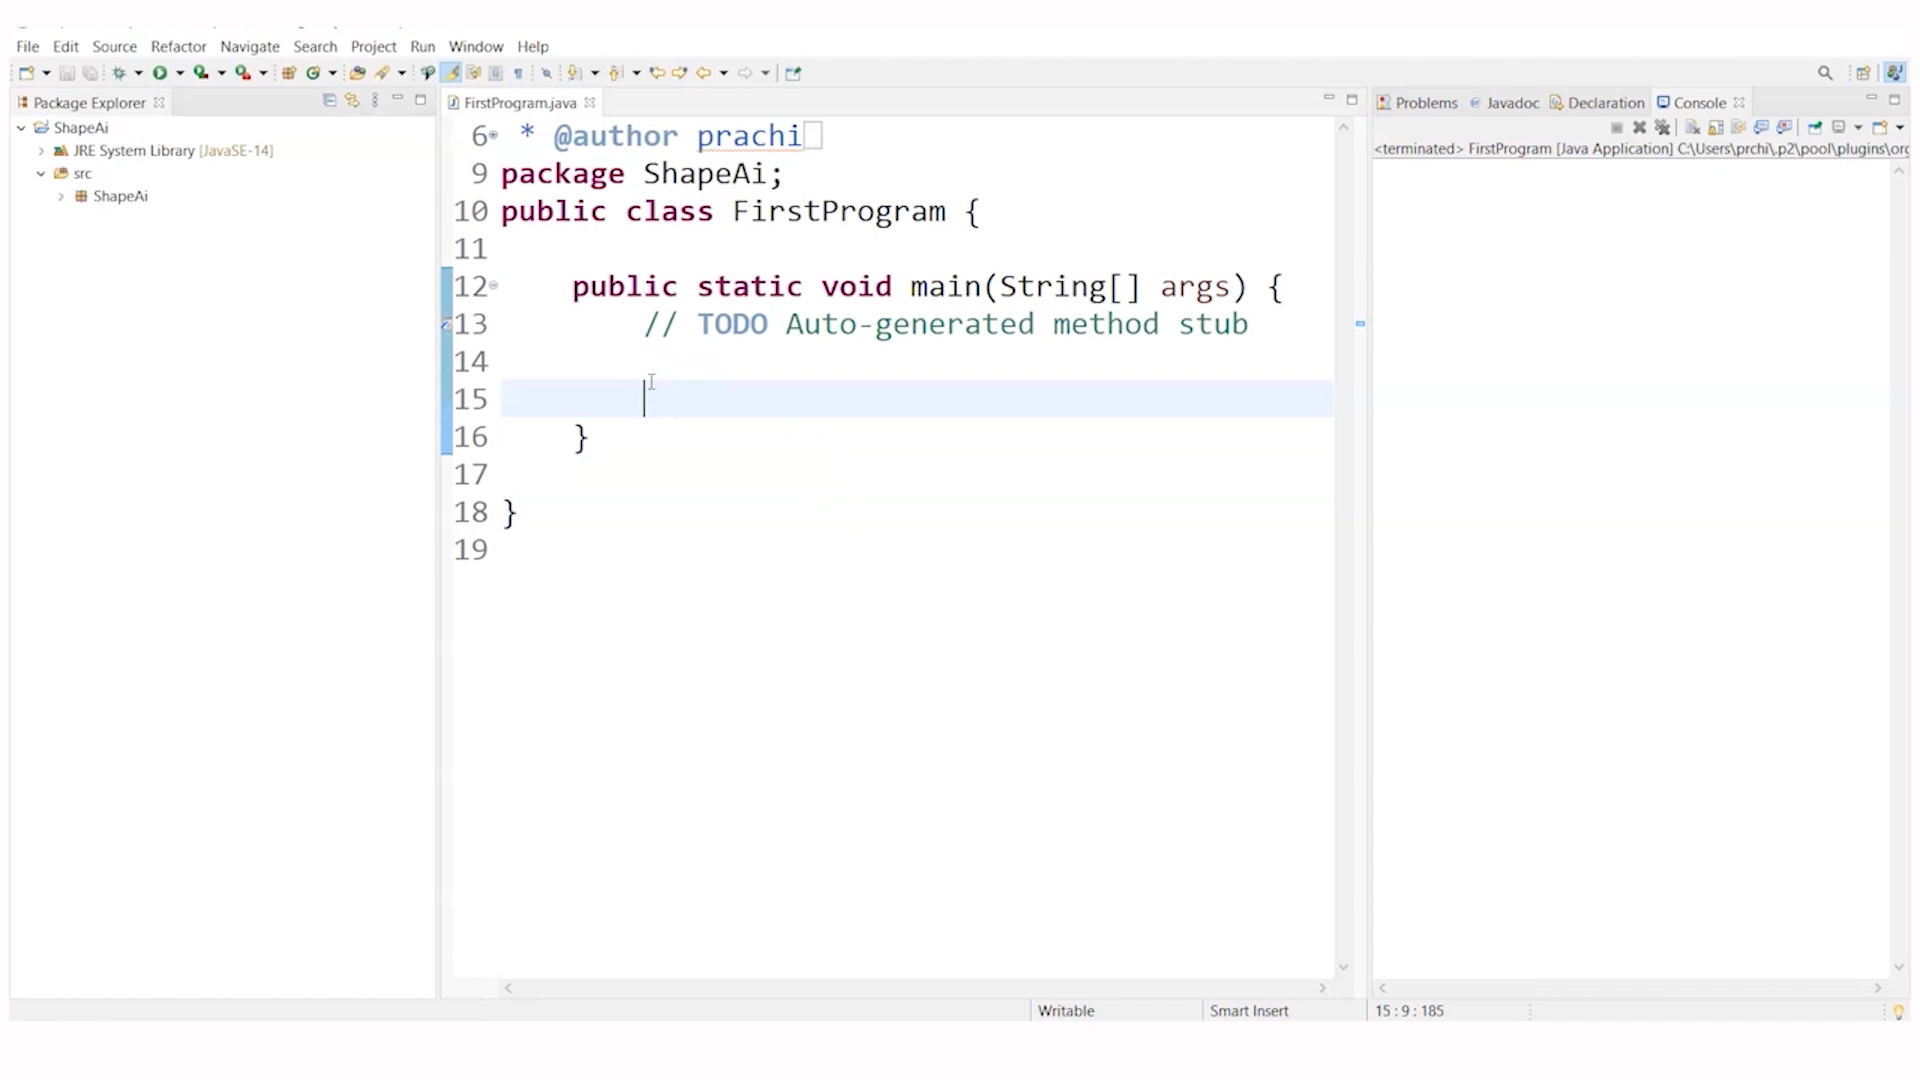 File Edit Source Refactor Navigate Search Project Run Window Help
Package Explorer
ShapeAi
JRE System Library [JavaSE-14]
src
ShapeAi
FirstProgram.java
6 * @author prachi
9 package ShapeAi;
10 public class FirstProgram {
11
12 public static void main(String[] args) {
13 // TODO Auto-generated method stub
14
15
16 }
17
18 }
19
Problems Javadoc Declaration Console
<terminated> FirstProgram [Java Application] C:\Users\prchi\.p2\pool\plugins\org
Writable Smart Insert 15 : 9 : 185